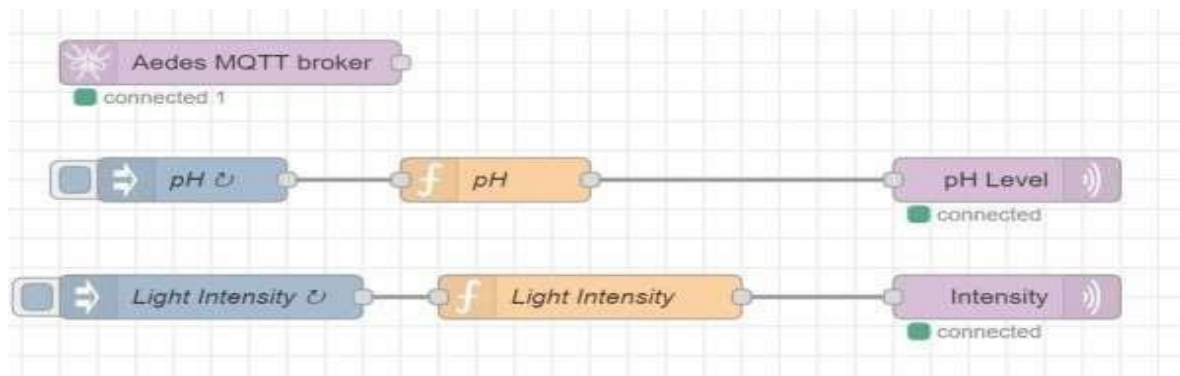 Aedes MQTT broker
connected 1
pH ↻ pH pH Level
connected
Light Intensity ↻ Light Intensity Intensity
connected